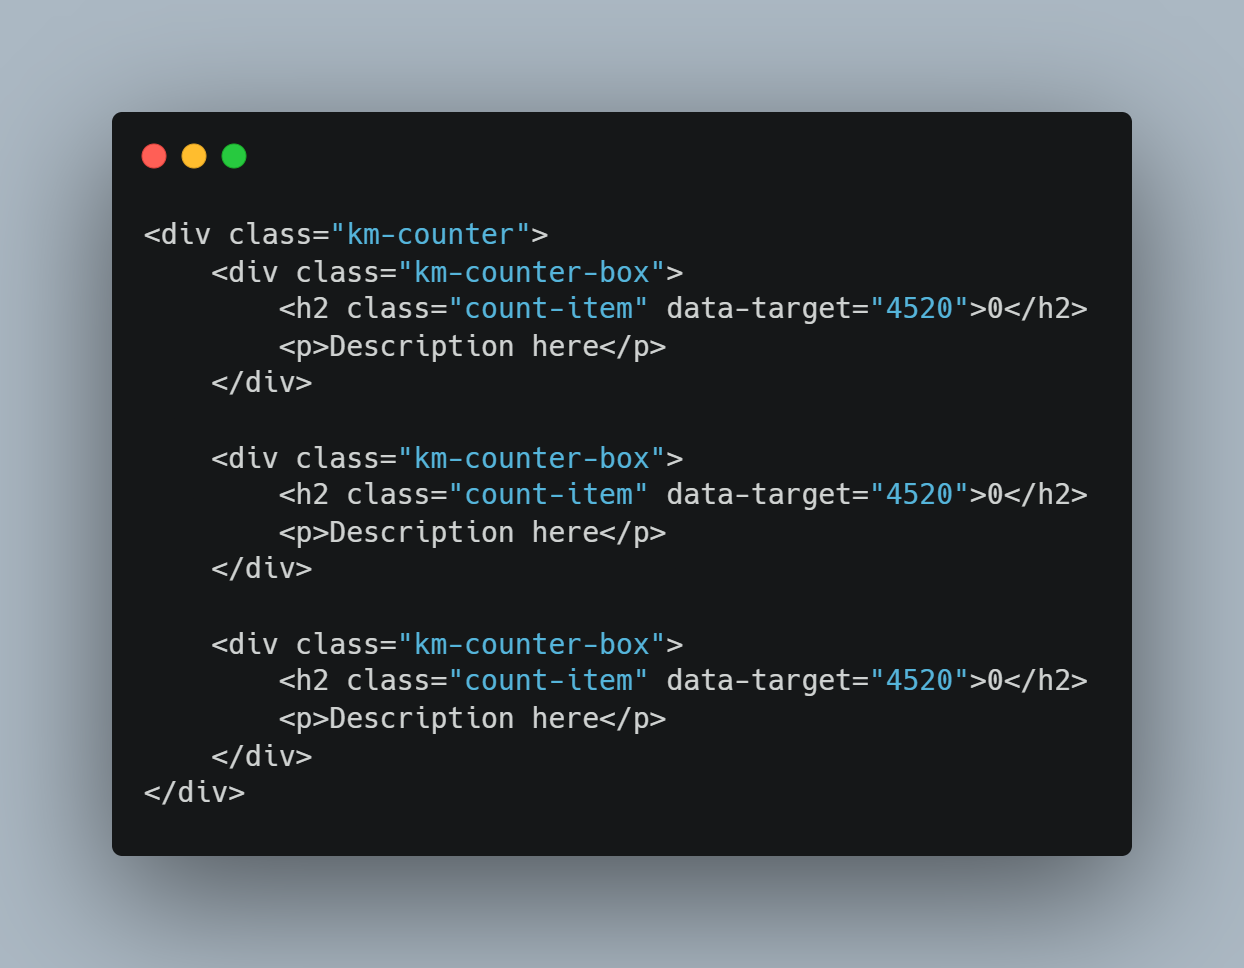 <div class="km-counter">
    <div class="km-counter-box">
        <h2 class="count-item" data-target="4520">0</h2>
        <p>Description here</p>
    </div>

    <div class="km-counter-box">
        <h2 class="count-item" data-target="4520">0</h2>
        <p>Description here</p>
    </div>

    <div class="km-counter-box">
        <h2 class="count-item" data-target="4520">0</h2>
        <p>Description here</p>
    </div>
</div>